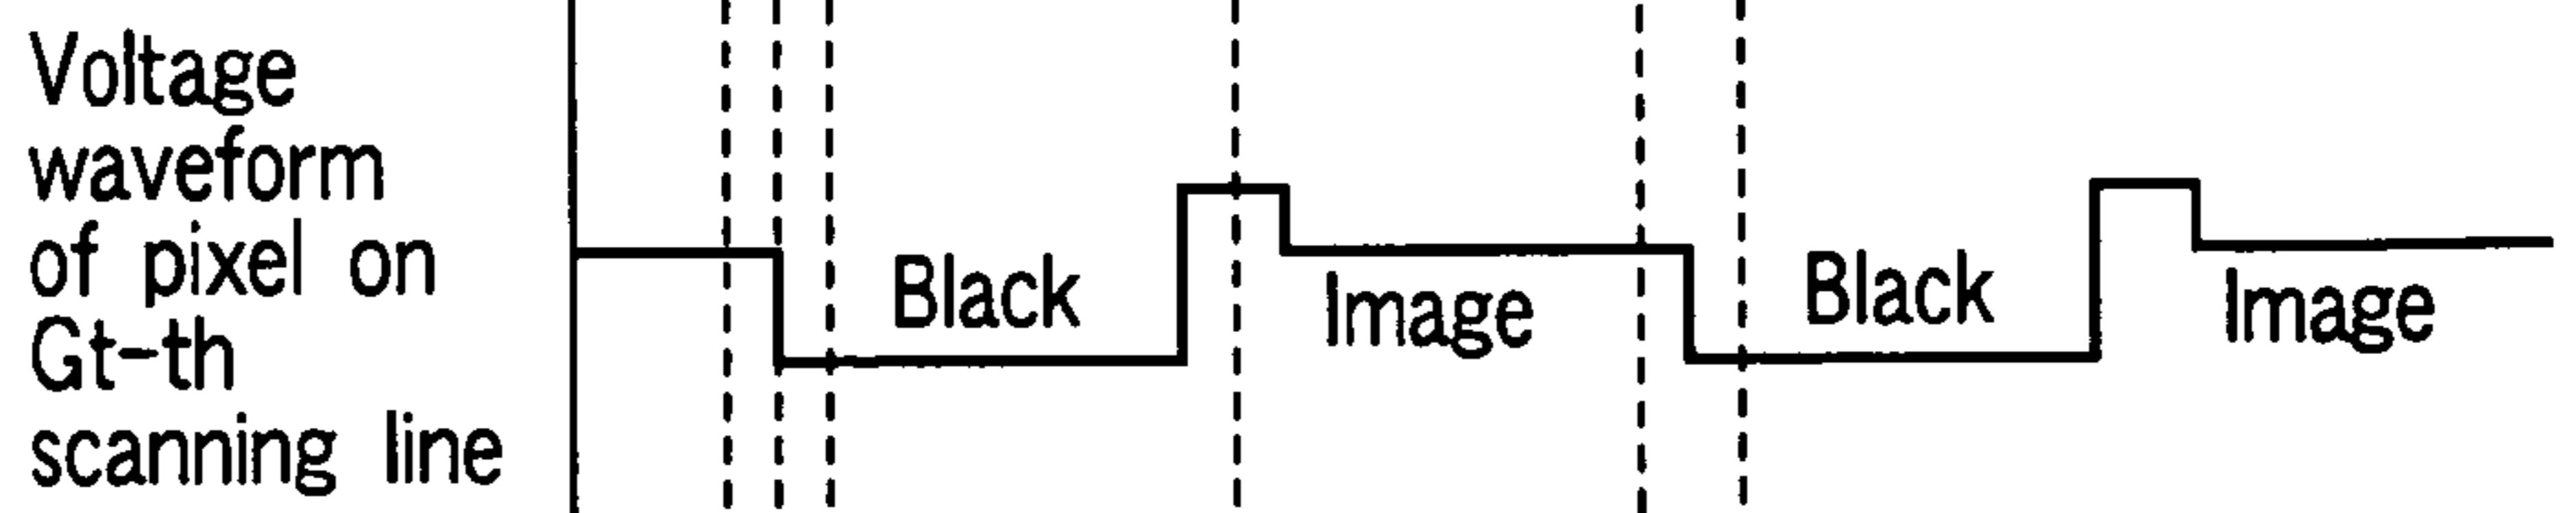 Voltage
waveform
of pixel on
Gt-th
scanning line
Black
Image
Black
Image